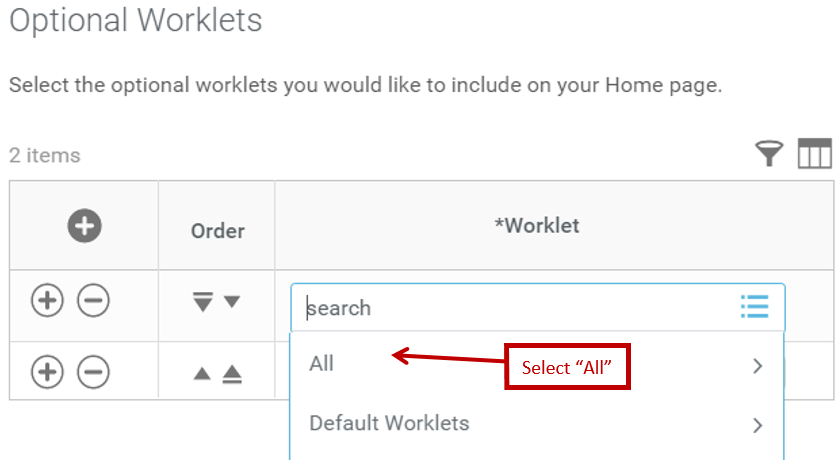 Optional Worklets
Select the optional worklets you would like to include on your Home page.
2 items
Order
*Worklet
search
All
Select “All”
Default Worklets